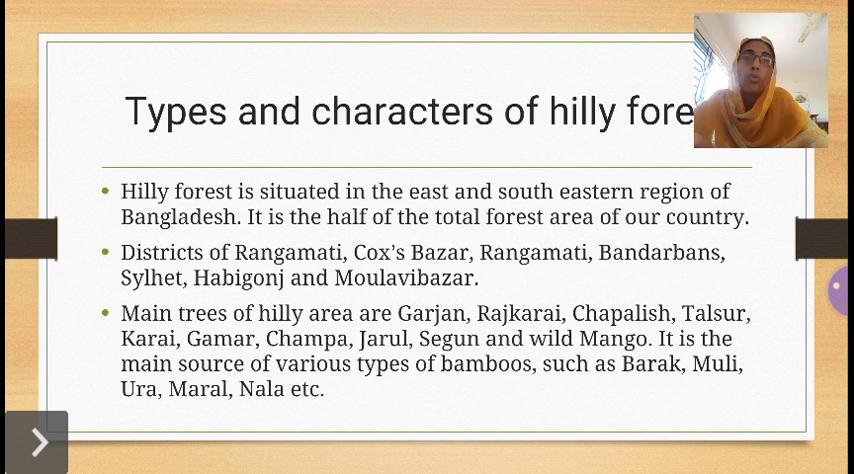 Types and characters of hilly fore
Hilly forest is situated in the east and south eastern region of
Bangladesh. It is the half of the total forest area of our country.
Districts of Rangamati, Cox’s Bazar, Rangamati, Bandarbans,
Sylhet, Habigonj and Moulavibazar.
Main trees of hilly area are Garjan, Rajkarai, Chapalish, Talsur,
Karai, Gamar, Champa, Jarul, Segun and wild Mango. It is the
main source of various types of bamboos, such as Barak, Muli,
Ura, Maral, Nala etc.